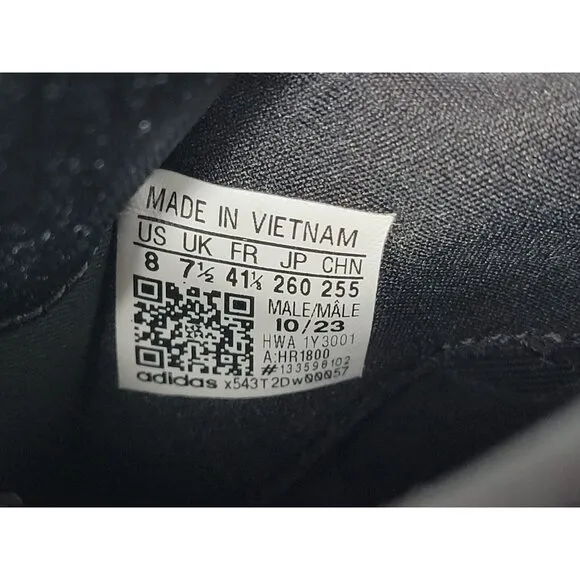 MADE IN VIETNAM
US UK FR JP CHN
8 7½ 41⅓ 260 255
MALE/MÂLE
10/23
HWA 1Y3001
A:HR1800
#133598102
adidas x543T2Dw00057